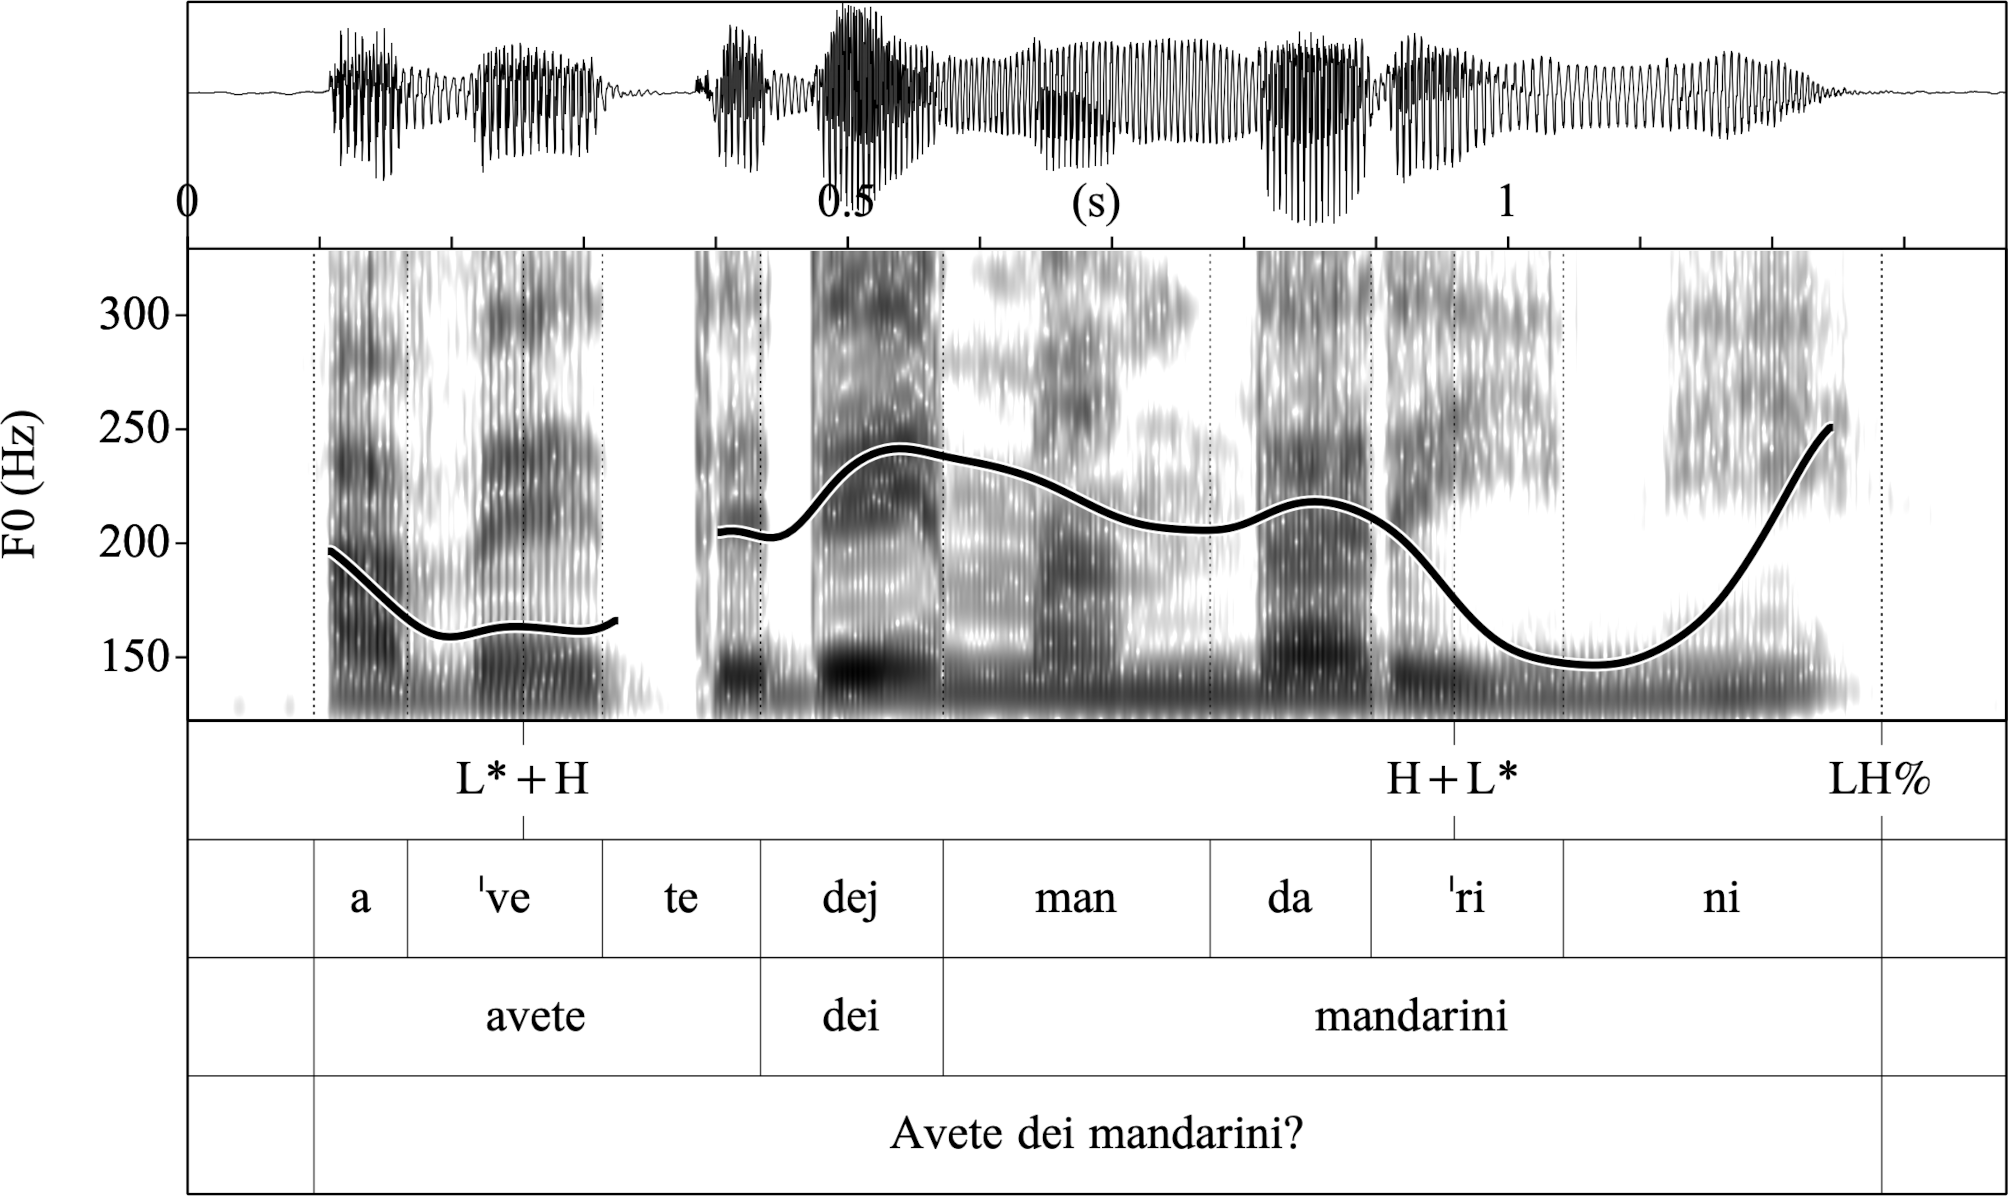 0 0.5 (s) 1
300
250
200
150
F0 (Hz)
L*+H H+L* LH%
a ˈve te dej man da ˈri ni
avete dei mandarini
Avete dei mandarini?